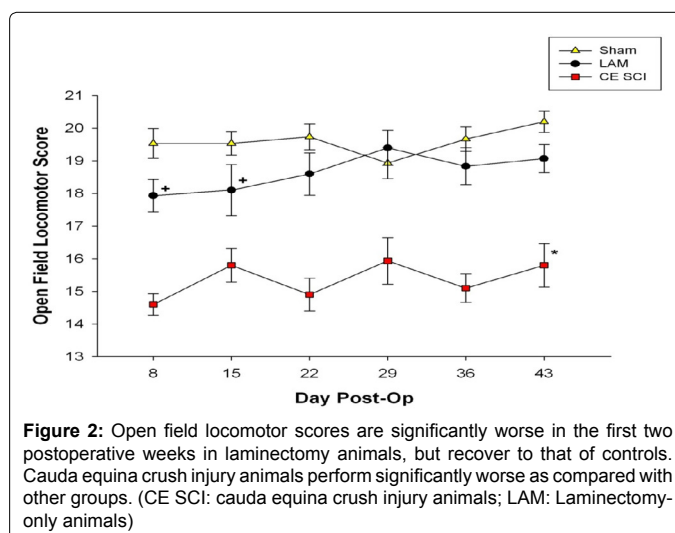 Sham
LAM
CE SCI
21
20
19
18
17
16
15
14
13
Open Field Locomotor Score
+
+
*
8 15 22 29 36 43
Day Post-Op
Figure 2: Open field locomotor scores are significantly worse in the first two
postoperative weeks in laminectomy animals, but recover to that of controls.
Cauda equina crush injury animals perform significantly worse as compared with
other groups. (CE SCI: cauda equina crush injury animals; LAM: Laminectomy-
only animals)